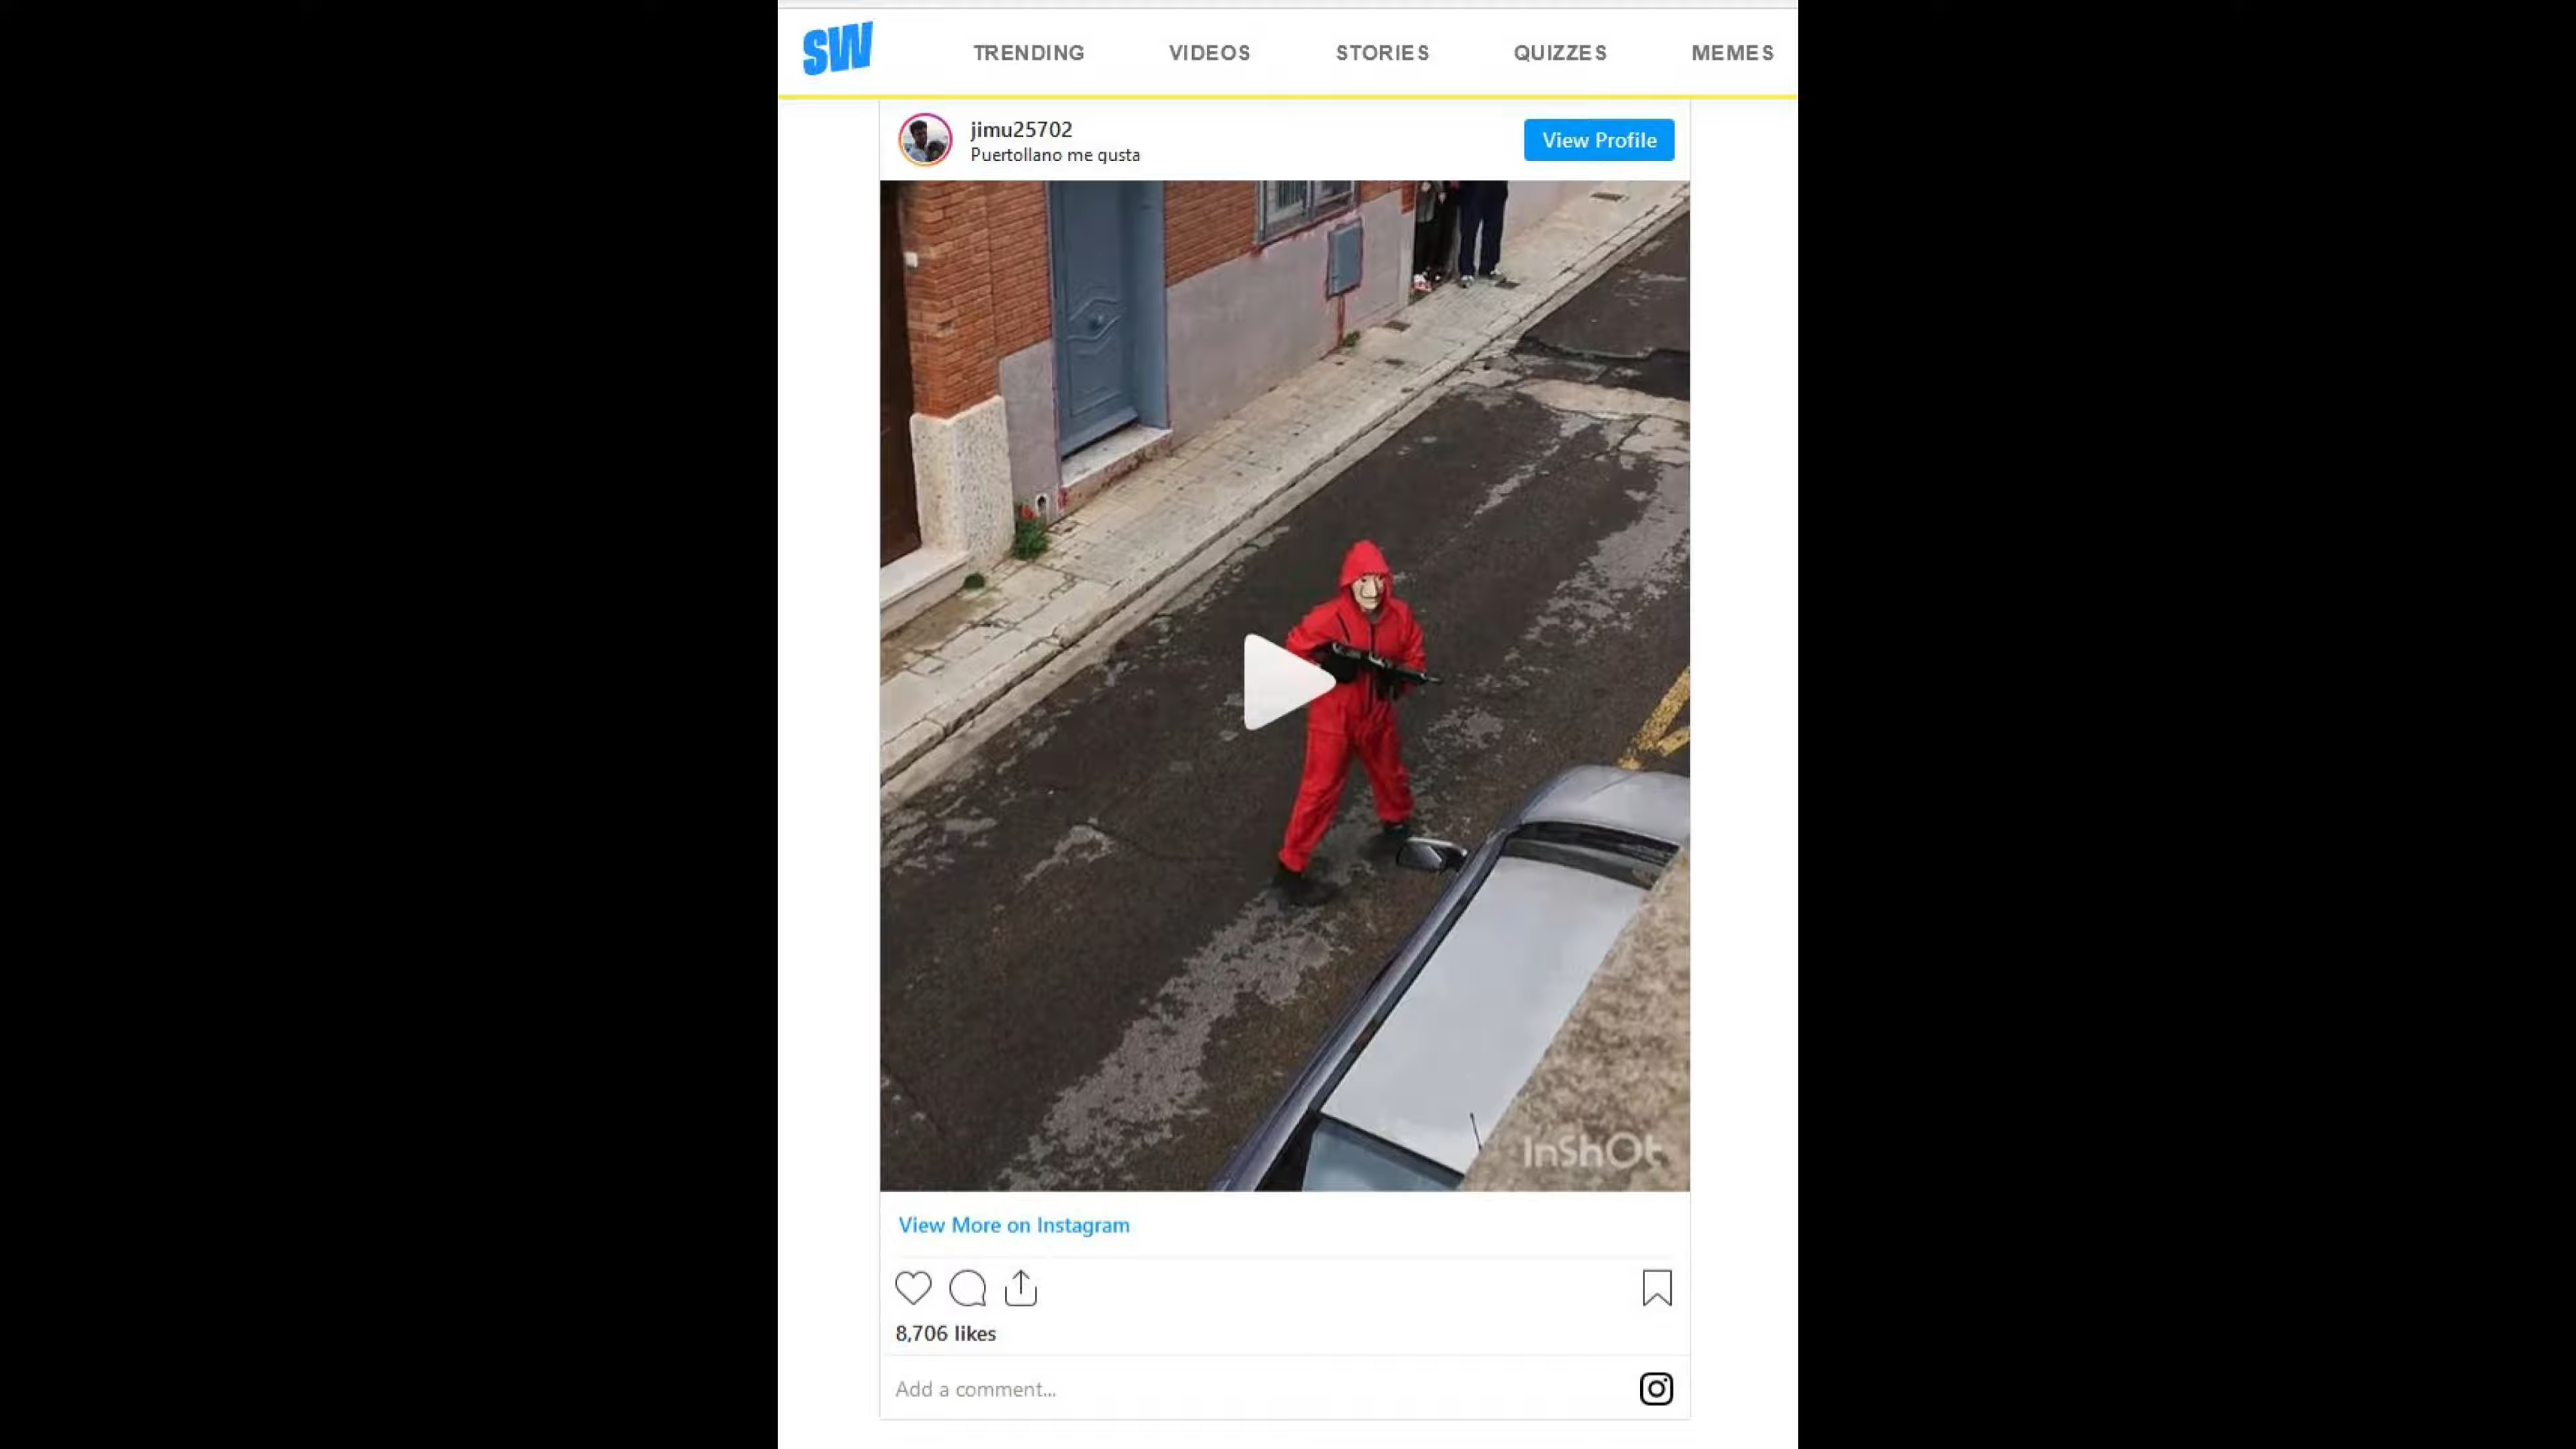 SW
TRENDING VIDEOS STORIES QUIZZES MEMES
jimu25702
Puertollano me gusta
View Profile
InShOt
View More on Instagram
8,706 likes
Add a comment...